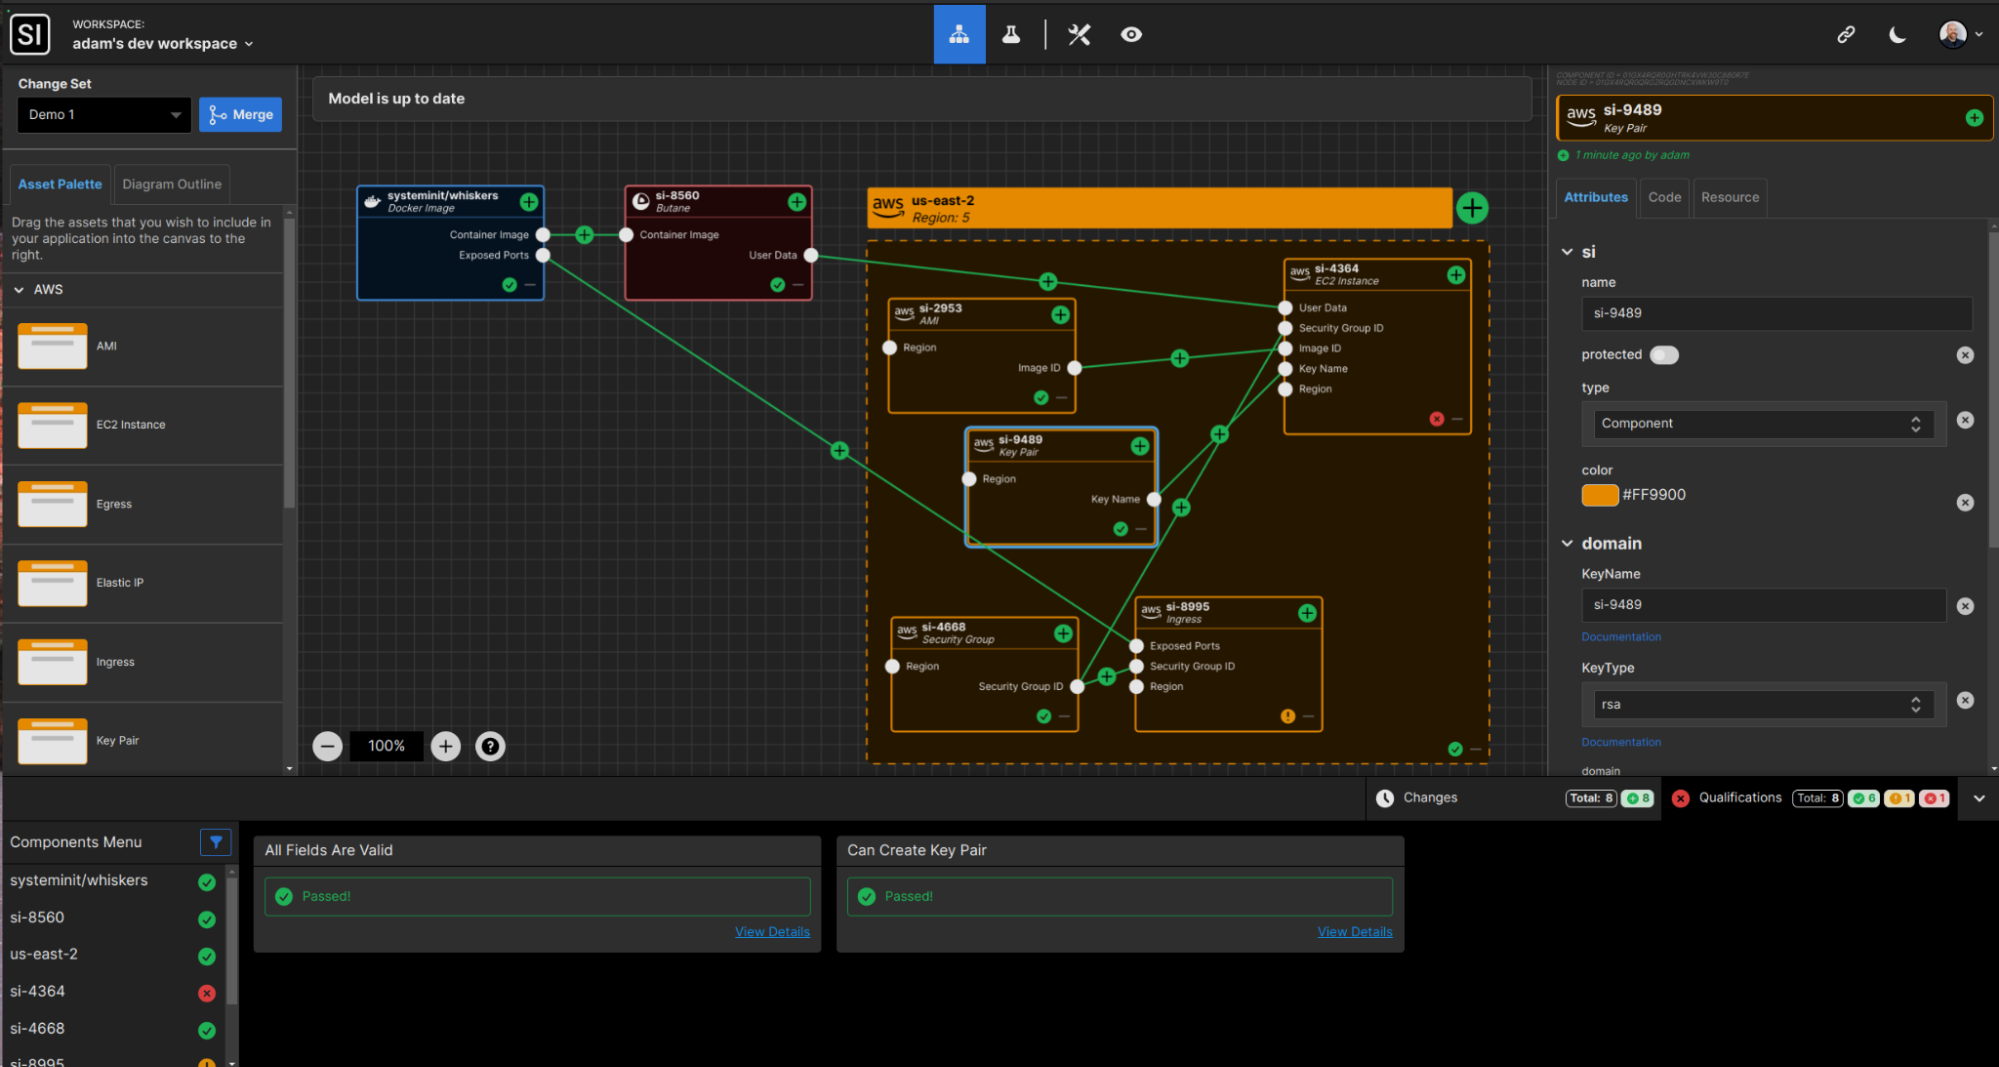 SI
WORKSPACE:
adam's dev workspace
Change Set
Demo 1
Merge
Asset Palette
Diagram Outline
Drag the assets that you wish to include in
your application into the canvas to the
right.
AWS
AMI
EC2 Instance
Egress
Elastic IP
Ingress
Key Pair
Model is up to date
systeminit/whiskers
Docker Image
Container Image
Exposed Ports
si-8560
Butane
Container Image
User Data
aws
us-east-2
Region: 5
aws
si-2953
AMI
Region
Image ID
aws
si-4364
EC2 Instance
User Data
Security Group ID
Image ID
Key Name
Region
aws
si-9489
Key Pair
Region
Key Name
aws
si-4668
Security Group
Region
Security Group ID
aws
si-8995
Ingress
Exposed Ports
Security Group ID
Region
100%
?
aws
si-9489
Key Pair
1 minute ago by adam
Attributes
Code
Resource
si
name
si-9489
protected
type
Component
color
#FF9900
domain
KeyName
si-9489
Documentation
KeyType
rsa
Documentation
domain
Changes
Total: 8
8
Qualifications
Total: 8
6
1
1
Components Menu
systeminit/whiskers
si-8560
us-east-2
si-4364
si-4668
si-8995
All Fields Are Valid
Passed!
View Details
Can Create Key Pair
Passed!
View Details